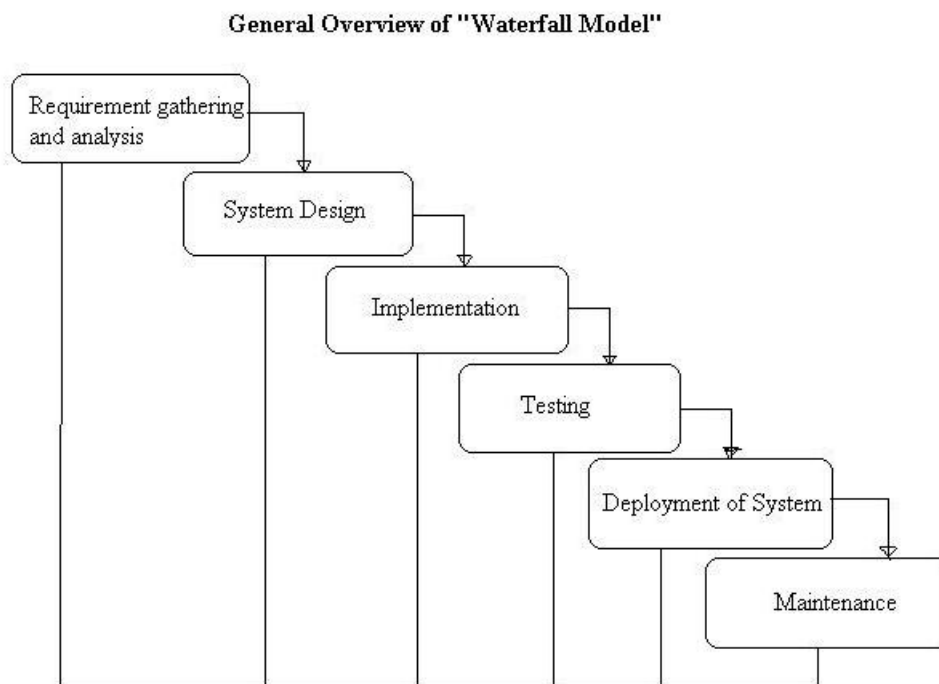 General Overview of "Waterfall Model"
Requirement gathering
and analysis
System Design
Implementation
Testing
Deployment of System
Maintenance